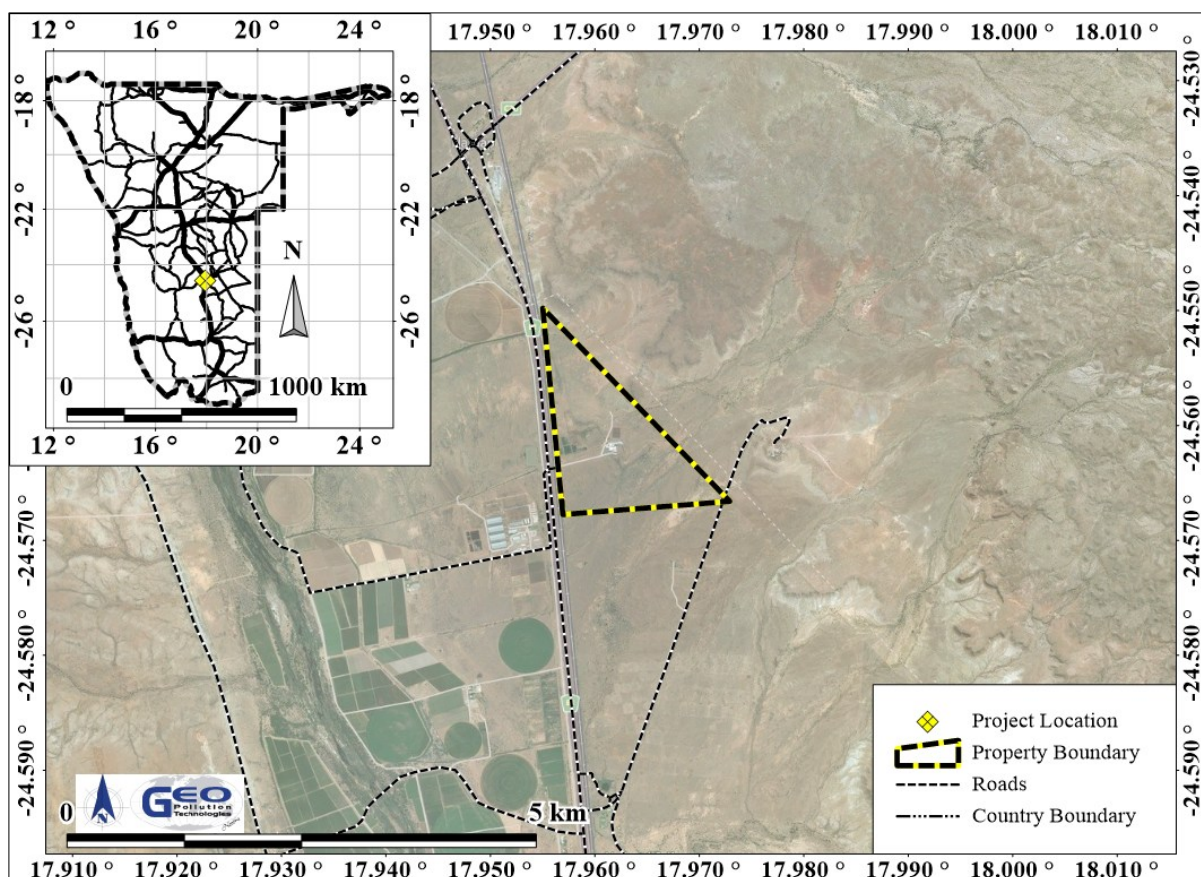 12 ° 16 ° 20 ° 24 °
17.950 ° 17.960 ° 17.970 ° 17.980 ° 17.990 ° 18.000 ° 18.010 °
-18 °
-18 °
-22 °
-22 °
-26 °
-26 °
N
0 1000 km
12 ° 16 ° 20 ° 24 °
-24.530 °
-24.540 °
-24.550 °
-24.560 °
-24.570 °
-24.580 °
-24.590 °
-24.570 °
-24.580 °
-24.590 °
Project Location
Property Boundary
Roads
Country Boundary
N
GEO
Pollution
Technologies
0 5 km
17.910 ° 17.920 ° 17.930 ° 17.940 ° 17.950 ° 17.960 ° 17.970 ° 17.980 ° 17.990 ° 18.000 ° 18.010 °